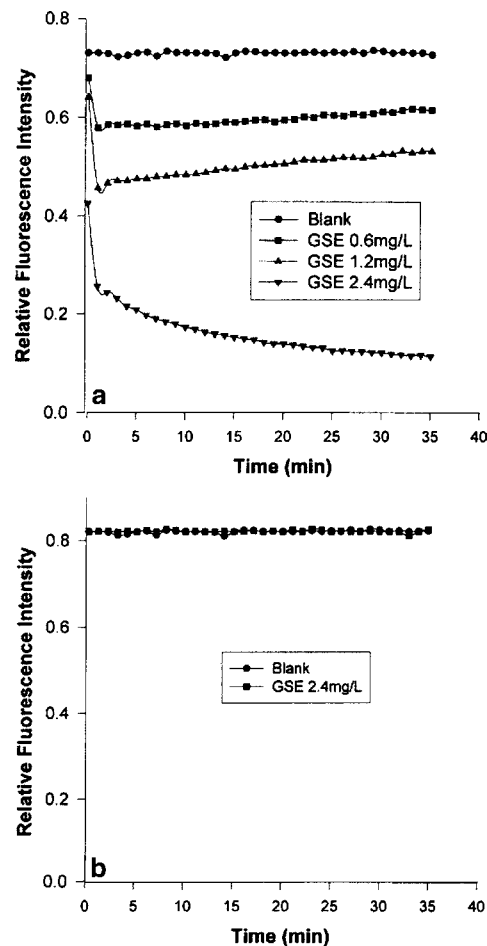 0.8
0.6
0.4
0.2
0.0
Relative Fluorescence Intensity
Blank
GSE 0.6mg/L
GSE 1.2mg/L
GSE 2.4mg/L
a
0 5 10 15 20 25 30 35 40
Time (min)
0.8
0.6
0.4
0.2
0.0
Relative Fluorescence Intensity
Blank
GSE 2.4mg/L
b
0 5 10 15 20 25 30 35 40
Time (min)